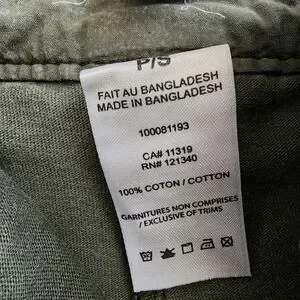 P/S
FAIT AU BANGLADESH
MADE IN BANGLADESH
100081193
CA# 11319
RN# 121340
100% COTON / COTTON
GARNITURES NON COMPRISES
/ EXCLUSIVE OF TRIMS